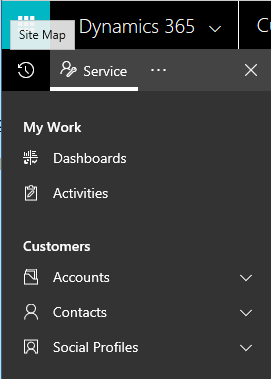 Dynamics 365
Site Map
Service
My Work
Dashboards
Activities
Customers
Accounts
Contacts
Social Profiles